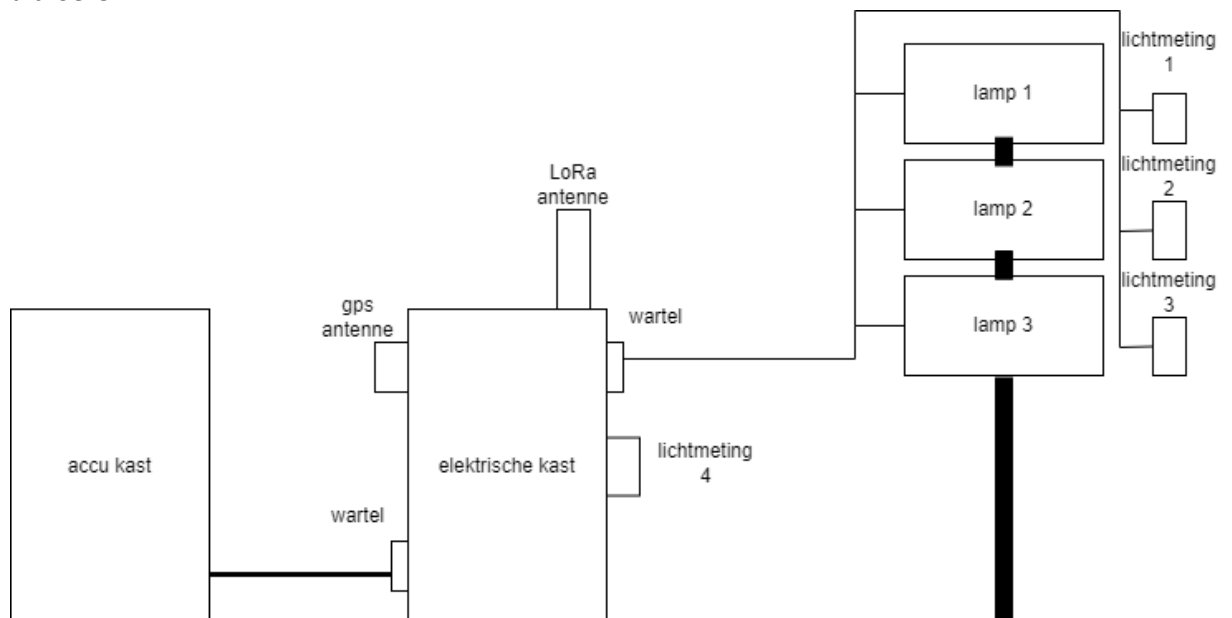 lichtmeting
1
lamp 1
lichtmeting
2
LoRa
antenne
lamp 2
lichtmeting
3
gps
antenne
wartel
lamp 3
accu kast
elektrische kast
lichtmeting
4
wartel